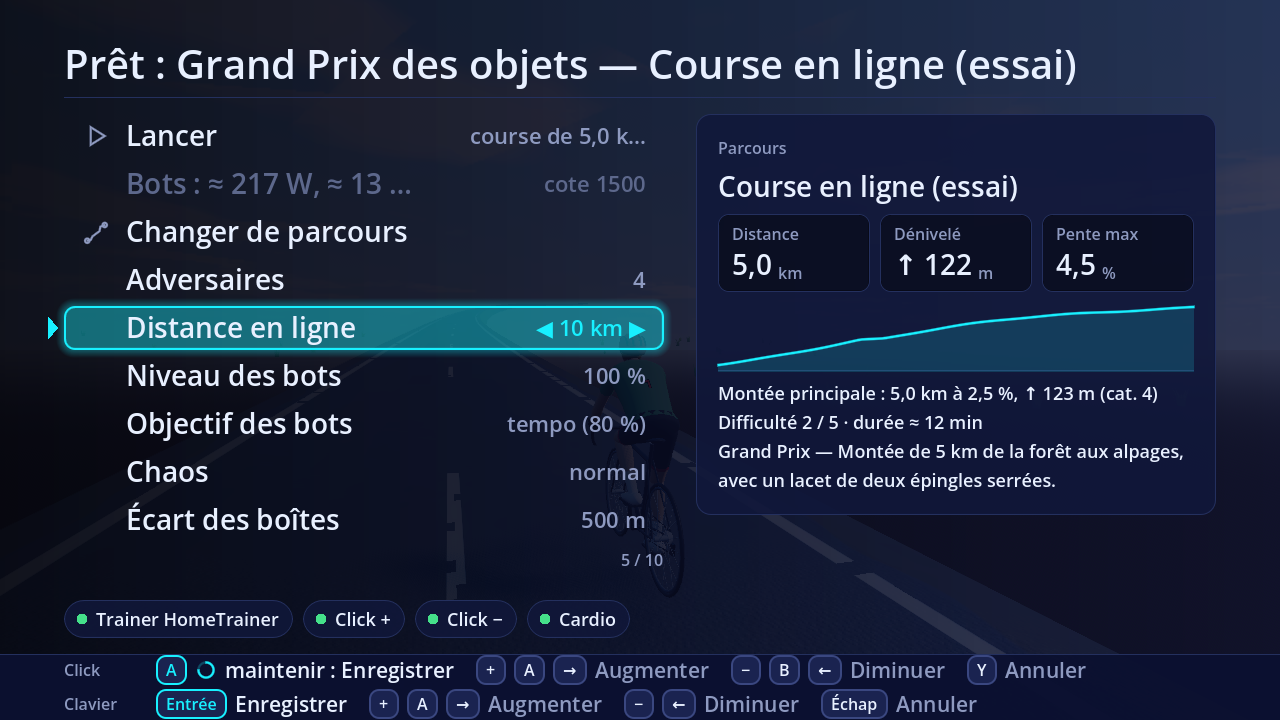 Prêt : Grand Prix des objets — Course en ligne (essai)
Lancer course de 5,0 k...
Bots : ≈ 217 W, ≈ 13 ... cote 1500
Changer de parcours
Adversaires 4
Distance en ligne ◀ 10 km ▶
Niveau des bots 100 %
Objectif des bots tempo (80 %)
Chaos normal
Écart des boîtes 500 m
5 / 10
Parcours
Course en ligne (essai)
Distance Dénivelé Pente max
5,0 km ↑ 122 m 4,5 %
Montée principale : 5,0 km à 2,5 %, ↑ 123 m (cat. 4)
Difficulté 2 / 5 · durée ≈ 12 min
Grand Prix — Montée de 5 km de la forêt aux alpages,
avec un lacet de deux épingles serrées.
Trainer HomeTrainer Click + Click − Cardio
Click A maintenir : Enregistrer + A → Augmenter − B ← Diminuer Y Annuler
Clavier Entrée Enregistrer + A → Augmenter − ← Diminuer Échap Annuler